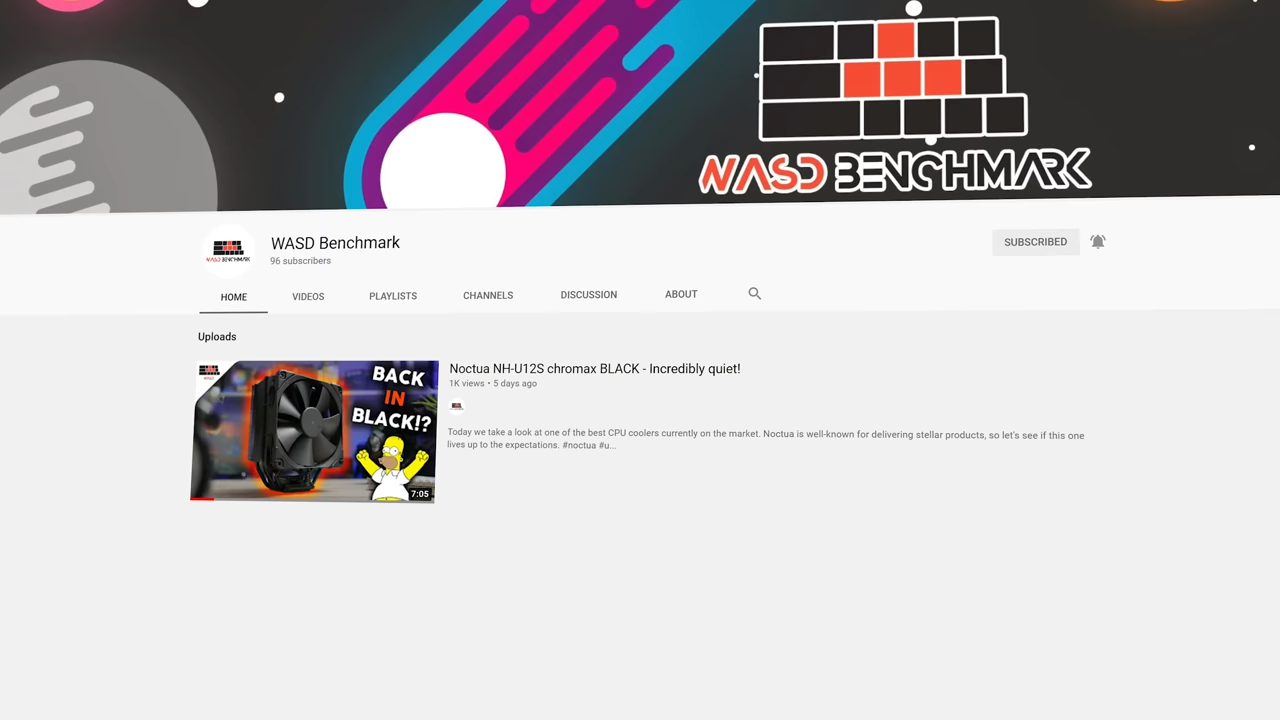 WASD BENCHMARK
WASD Benchmark
96 subscribers
SUBSCRIBED
HOME VIDEOS PLAYLISTS CHANNELS DISCUSSION ABOUT
Uploads
BACK
IN
BLACK!?
7:05
Noctua NH-U12S chromax BLACK - Incredibly quiet!
1K views • 5 days ago
Today we take a look at one of the best CPU coolers currently on the market. Noctua is well-known for delivering stellar products, so let's see if this one
lives up to the expectations. #noctua #u...